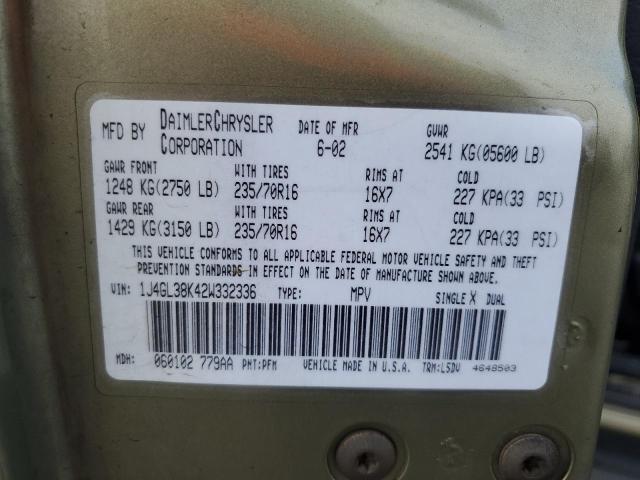 MFD BY DAIMLERCHRYSLER CORPORATION DATE OF MFR 6-02 GVWR 2541 KG(05600 LB)
GAWR FRONT WITH TIRES RIMS AT COLD
1248 KG(2750 LB) 235/70R16 16X7 227 KPA(33 PSI)
GAWR REAR WITH TIRES RIMS AT COLD
1429 KG(3150 LB) 235/70R16 16X7 227 KPA(33 PSI)
THIS VEHICLE CONFORMS TO ALL APPLICABLE FEDERAL MOTOR VEHICLE SAFETY AND THEFT
PREVENTION STANDARDS IN EFFECT ON THE DATE OF MANUFACTURE SHOWN ABOVE.
VIN: 1J4GL38K42W332336 TYPE: MPV SINGLE X DUAL
MDH: 060102 779AA PNT:PFM VEHICLE MADE IN U.S.A. TRM:L5DV 4648503